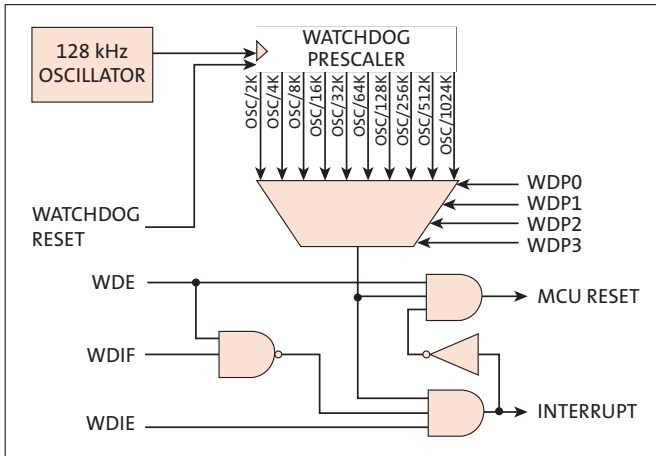 128 kHz
OSCILLATOR
WATCHDOG
PRESCALER
OSC/2K
OSC/4K
OSC/8K
OSC/16K
OSC/32K
OSC/64K
OSC/128K
OSC/256K
OSC/512K
OSC/1024K
WATCHDOG
RESET
WDP0
WDP1
WDP2
WDP3
WDE
MCU RESET
WDIF
WDIE
INTERRUPT